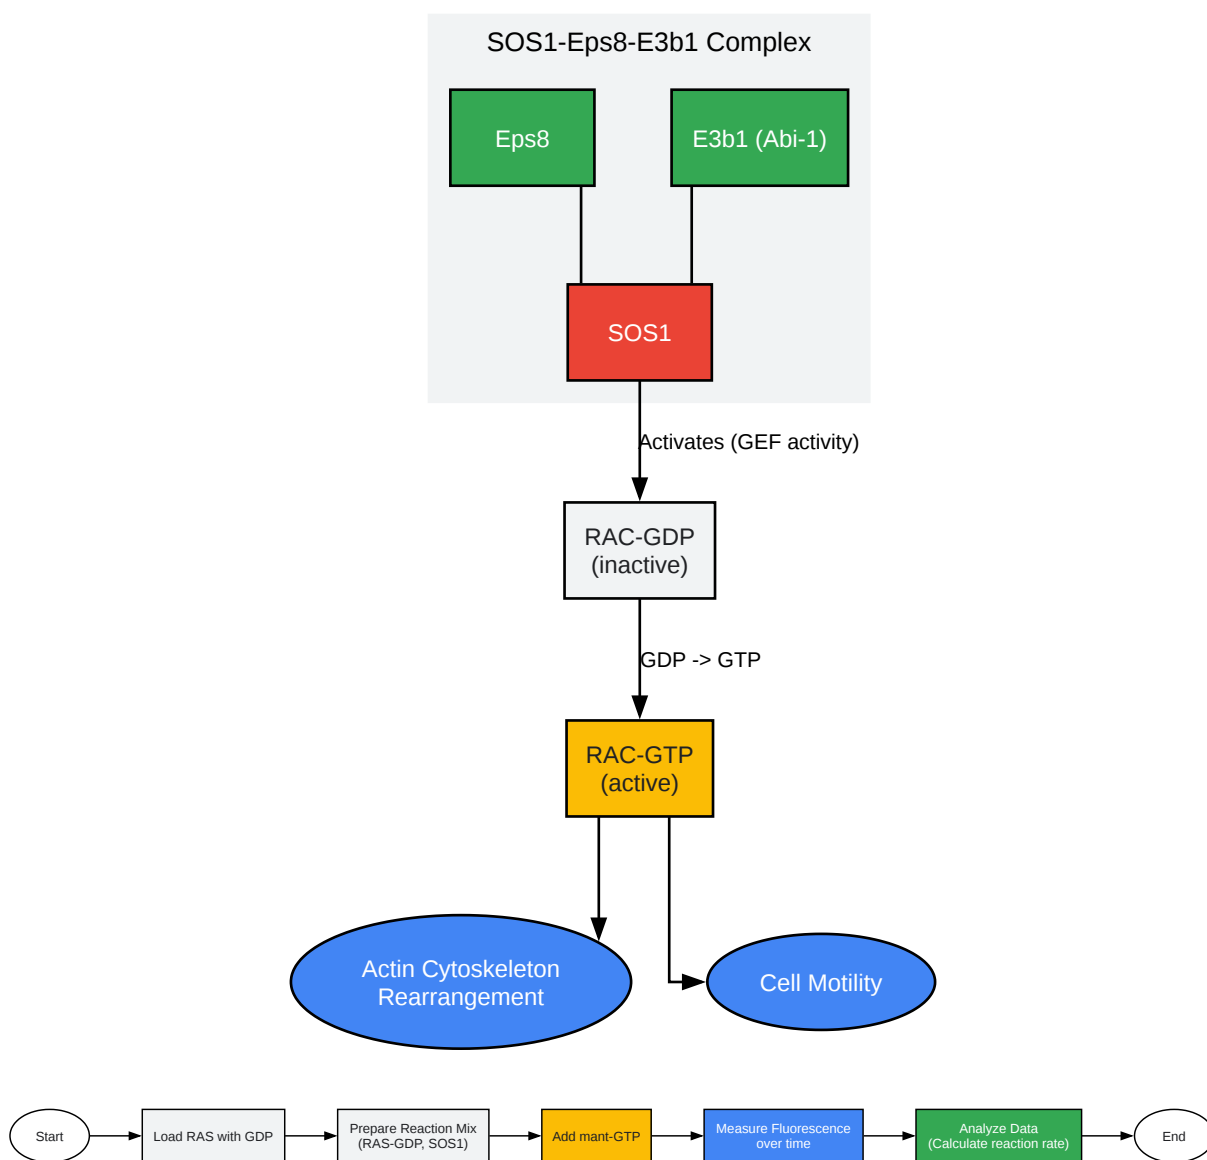 SOS1-Eps8-E3b1 Complex
Eps8
E3b1 (Abi-1)
SOS1
Activates (GEF activity)
RAC-GDP
(inactive)
GDP -> GTP
RAC-GTP
(active)
Actin Cytoskeleton
Rearrangement
Cell Motility
Start
Load RAS with GDP
Prepare Reaction Mix
(RAS-GDP, SOS1)
Add mant-GTP
Measure Fluorescence
over time
Analyze Data
(Calculate reaction rate)
End